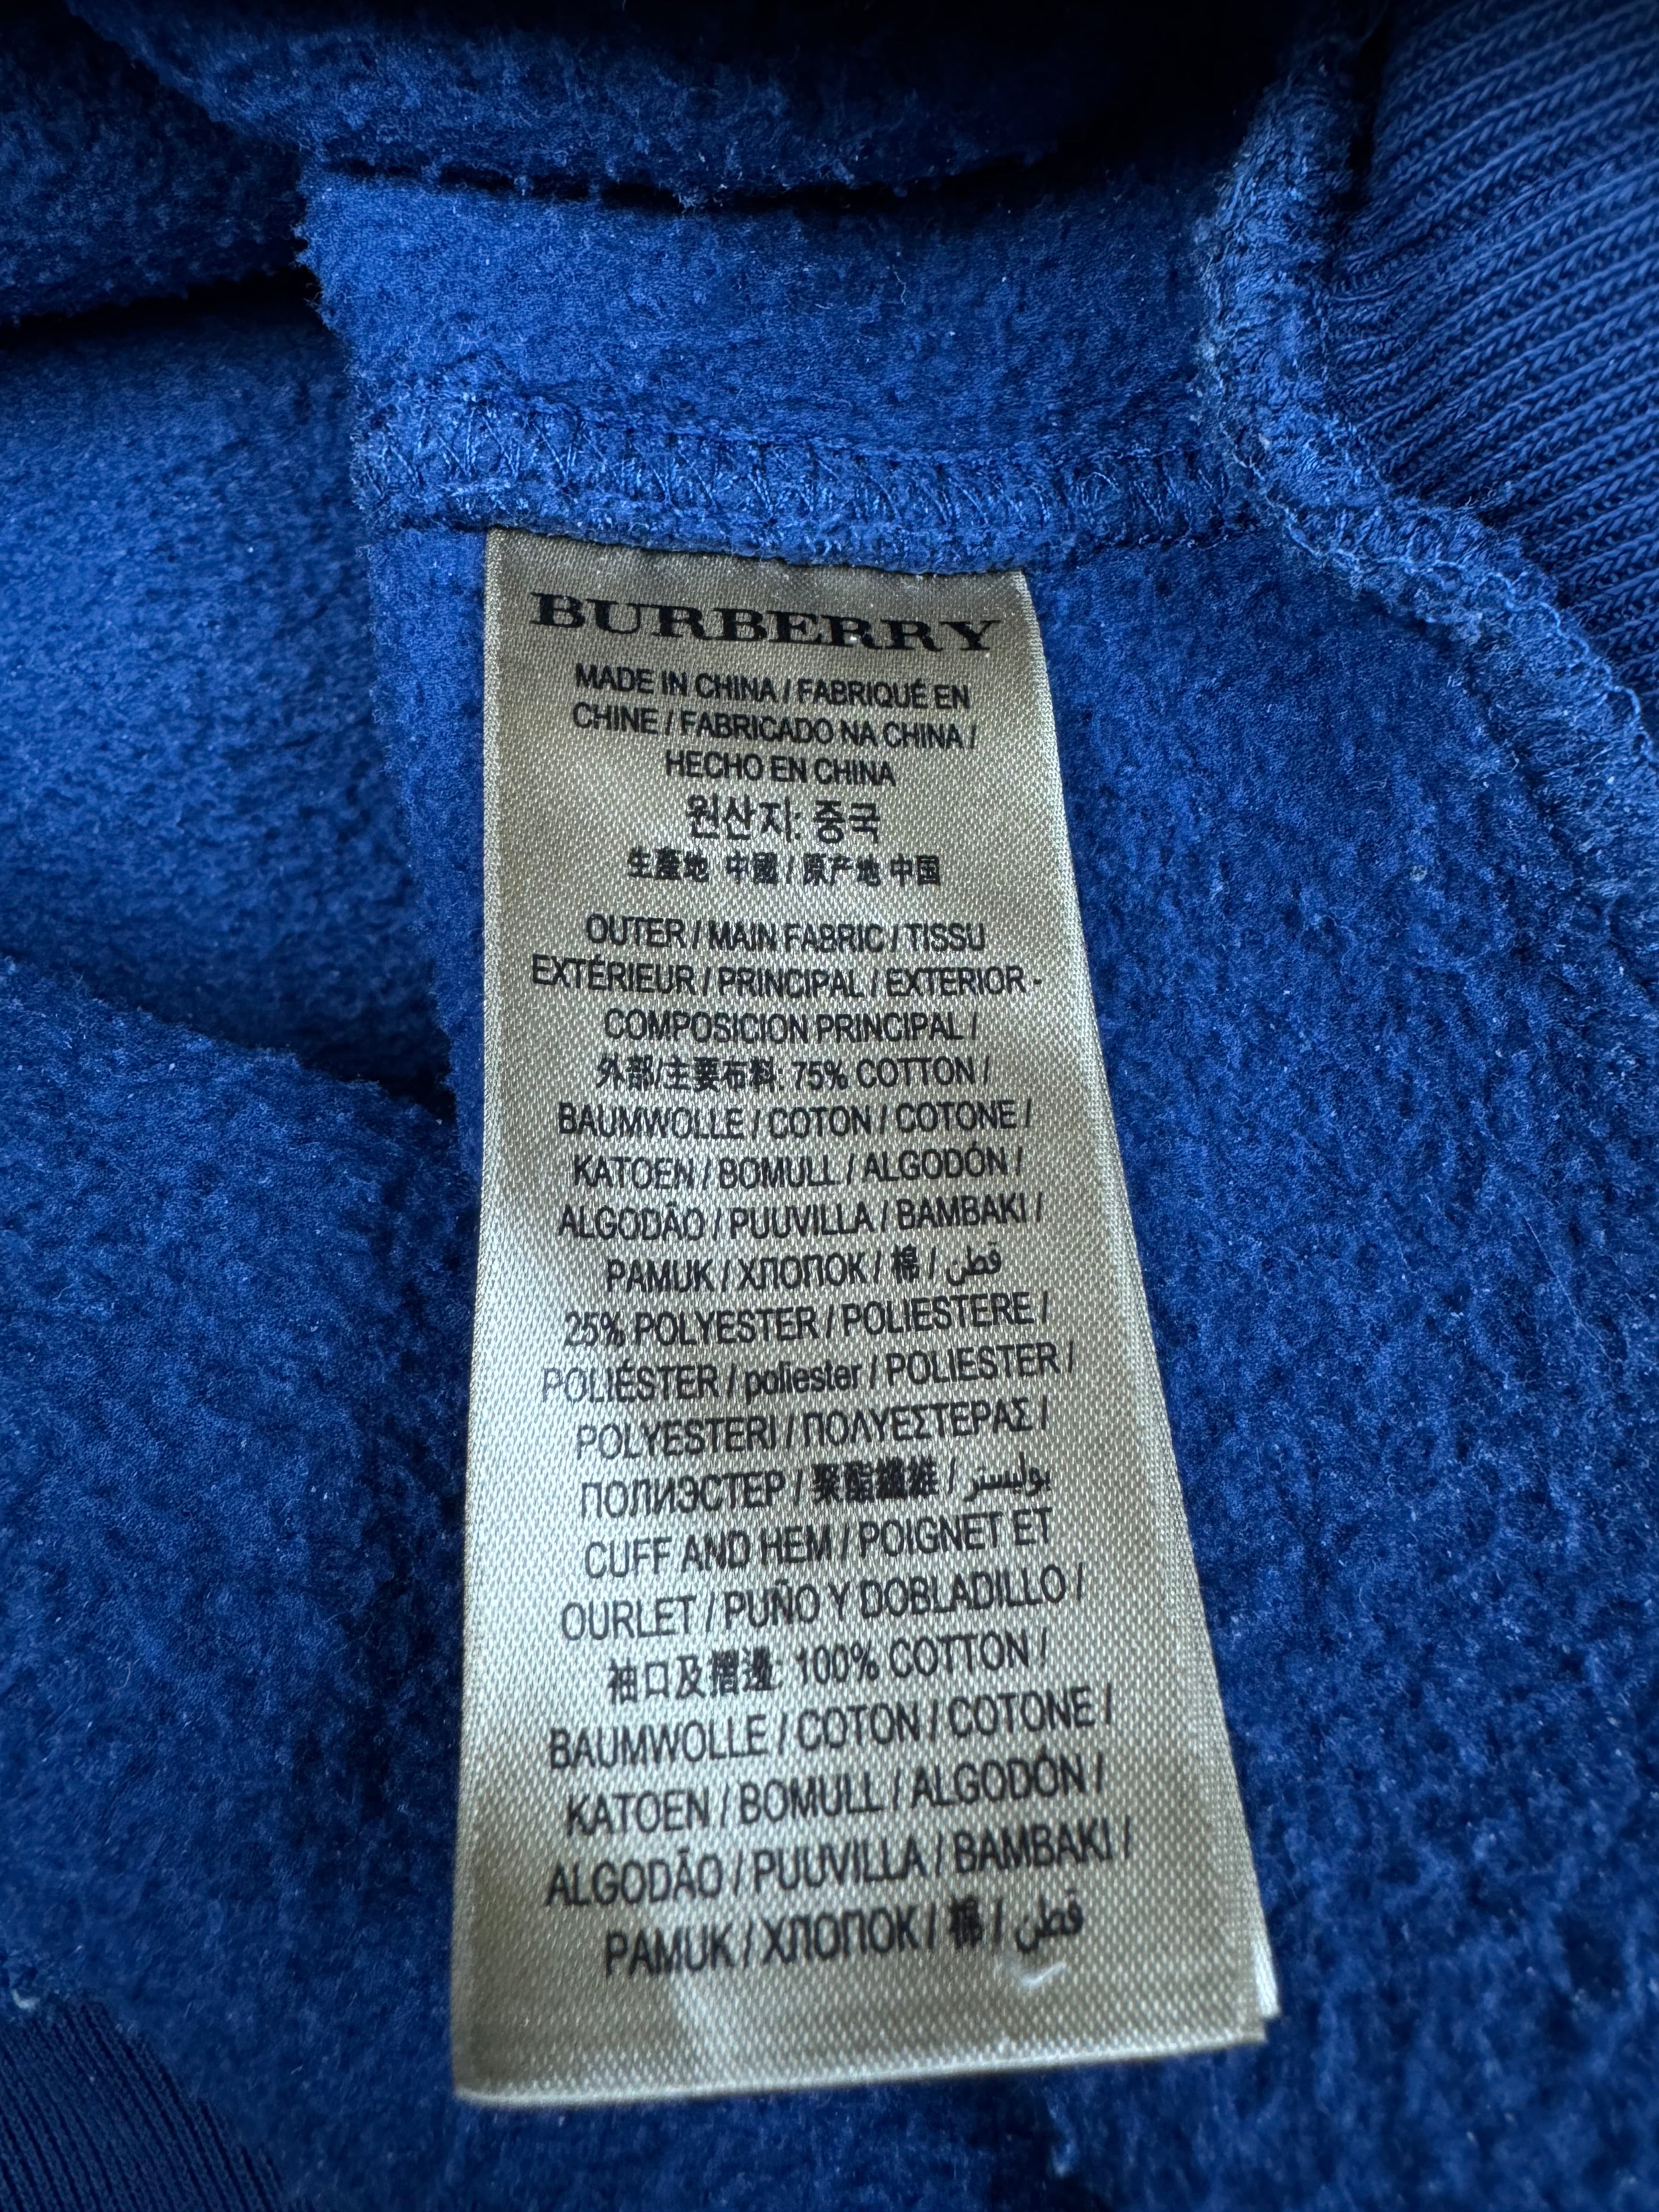 BURBERRY
MADE IN CHINA / FABRIQUÉ EN
CHINE / FABRICADO NA CHINA /
HECHO EN CHINA
원산지: 중국
生產地 中國 / 原产地 中国
OUTER / MAIN FABRIC / TISSU
EXTÉRIEUR / PRINCIPAL / EXTERIOR -
COMPOSICION PRINCIPAL /
外部/主要布料: 75% COTTON /
BAUMWOLLE / COTON / COTONE /
KATOEN / BOMULL / ALGODÓN /
ALGODÃO / PUUVILLA / BAMBAKI /
PAMUK / ХЛОПОК / 棉 / قطن
25% POLYESTER / POLIESTERE /
POLIÉSTER / poliester / POLIESTER /
POLYESTERI / ΠΟΛΥΕΣΤΕΡΑΣ /
ПОЛИЭСТЕР / 聚酯纖維 / بوليستر
CUFF AND HEM / POIGNET ET
OURLET / PUÑO Y DOBLADILLO /
袖口及摺邊: 100% COTTON /
BAUMWOLLE / COTON / COTONE /
KATOEN / BOMULL / ALGODÓN /
ALGODÃO / PUUVILLA / BAMBAKI /
PAMUK / ХЛОПОК / 棉 / قطن